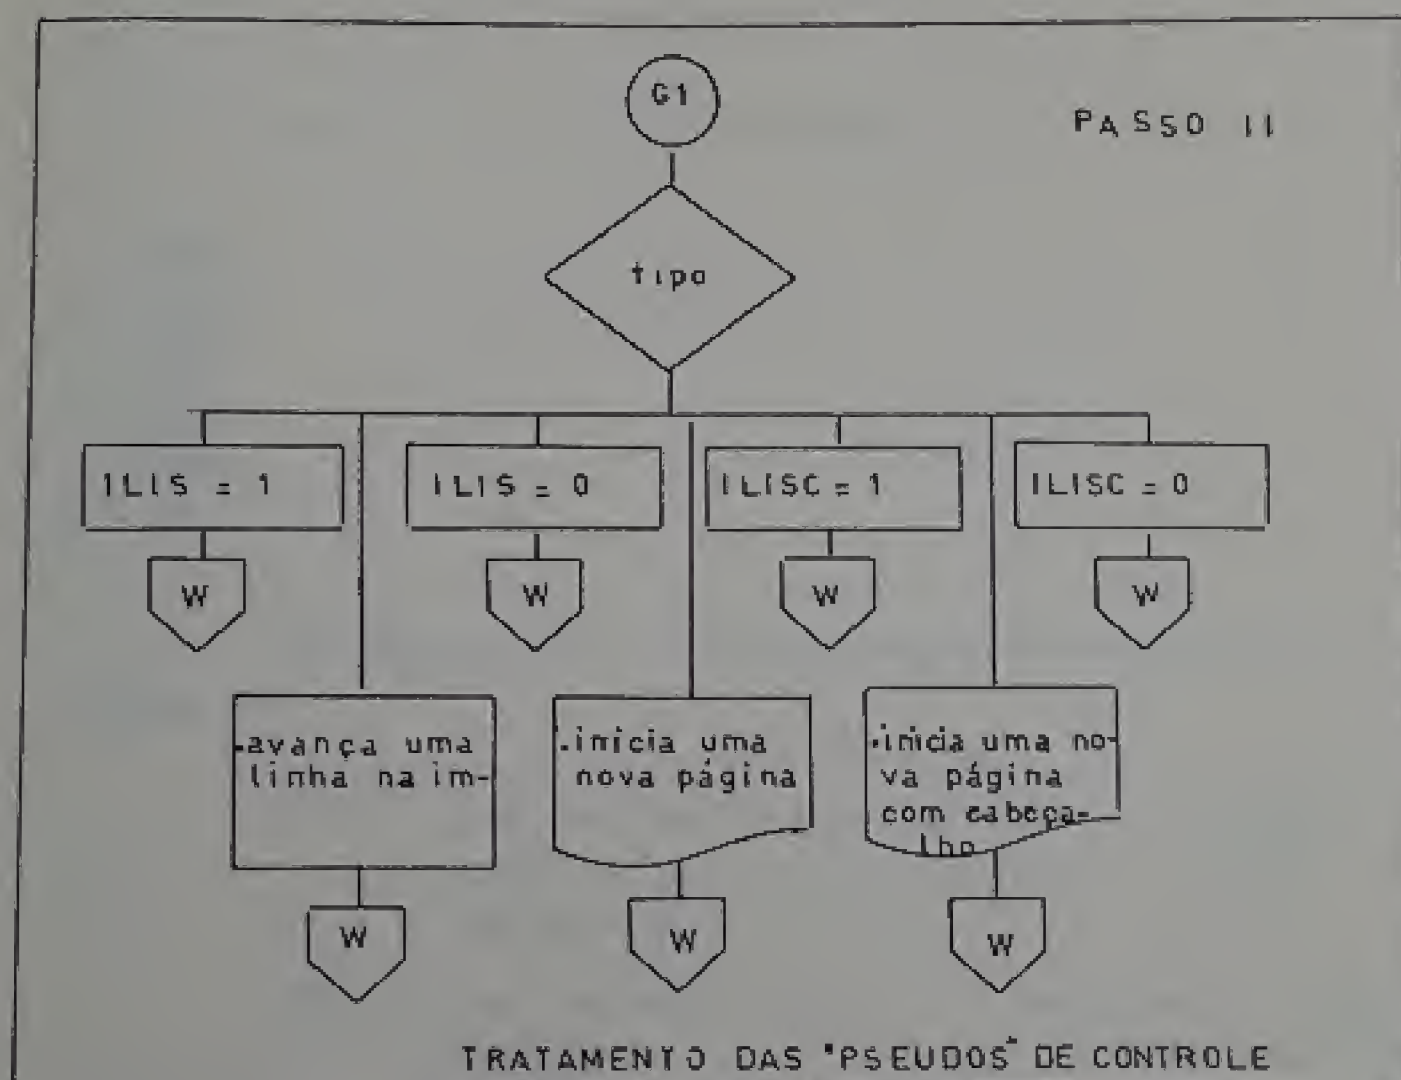 G1
PASSO II
tipo
ILIS = 1
ILIS = 0
ILISC = 1
ILISC = 0
W
W
W
W
.avança uma
linha na im-
.inicia uma
nova página
.inicia uma no-
va página
com cabeça-
lho
W
W
W
TRATAMENTO DAS "PSEUDOS" DE CONTROLE